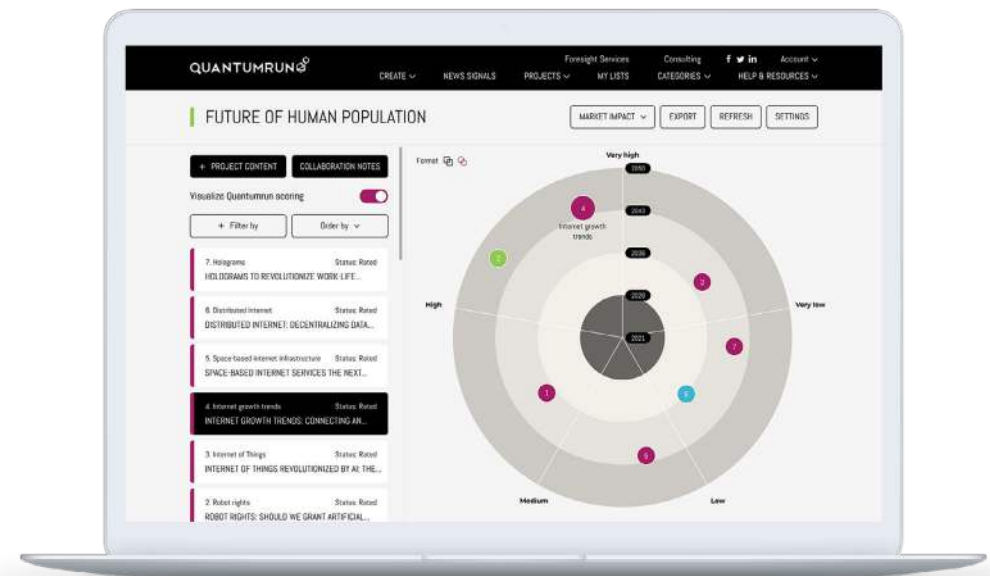 QUANTUMRUN
Foresight Services Consulting f in Account
CREATE NEWS SIGNALS PROJECTS MY LISTS CATEGORIES HELP & RESOURCES
FUTURE OF HUMAN POPULATION
MARKET IMPACT EXPORT REFRESH SETTINGS
+ PROJECT CONTENT COLLABORATION NOTES
Visualize Quantumrun scoring
+ Filter by Order by
7. Holograms Status: Rated
HOLOGRAMS TO REVOLUTIONIZE WORK-LIFE...
6. Distributed Internet Status: Rated
DISTRIBUTED INTERNET: DECENTRALIZING DATA...
5. Space-based internet infrastructure Status: Rated
SPACE-BASED INTERNET SERVICES THE NEXT...
4. Internet growth trends Status: Rated
INTERNET GROWTH TRENDS: CONNECTING AN...
3. Internet of Things Status: Rated
INTERNET OF THINGS REVOLUTIONIZED BY AI: THE...
2. Robot rights Status: Rated
ROBOT RIGHTS: SHOULD WE GRANT ARTIFICIAL...
Format
Very high
2050
4
2043
Internet growth
trends
2036
High
2029
Very low
7
2021
1
Medium
Low